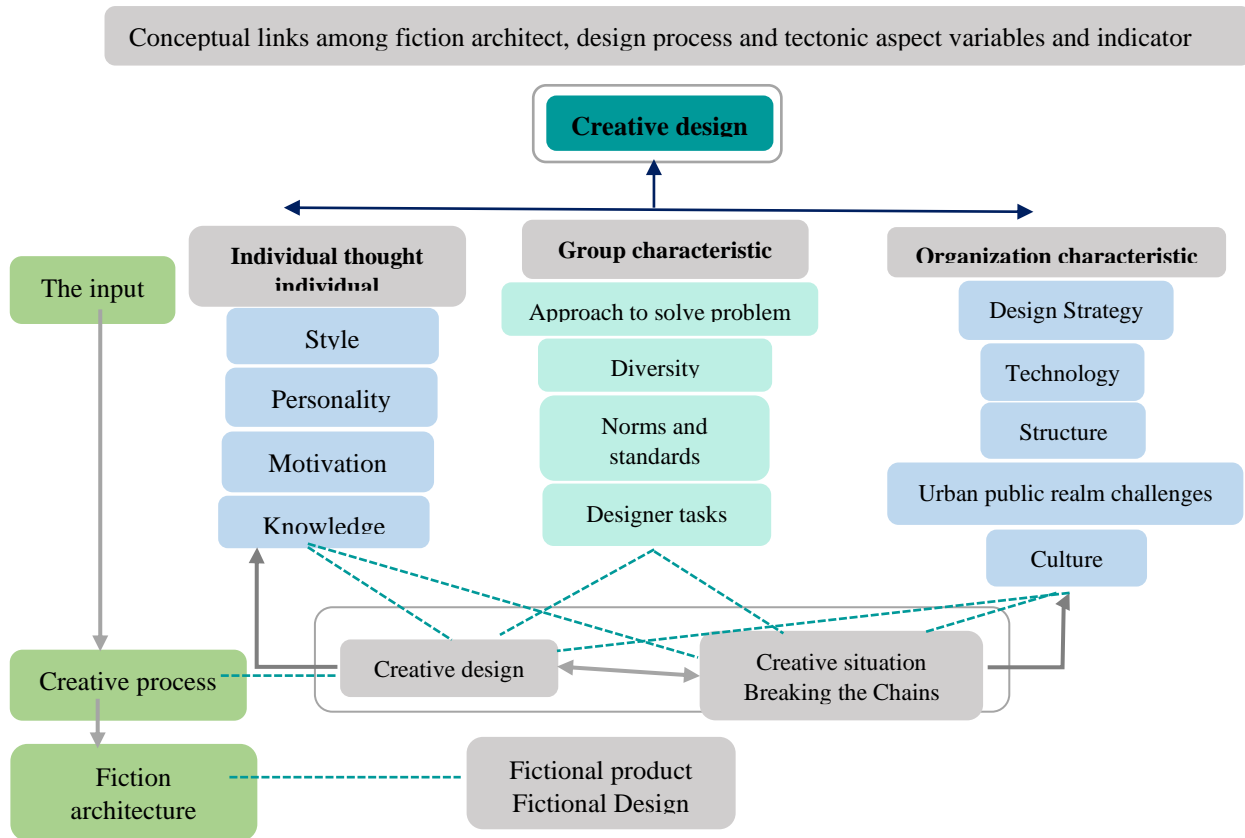 Conceptual links among fiction architect, design process and tectonic aspect variables and indicator
Creative design
Individual thought
individual
Group characteristic
Organization characteristic
The input
Style
Personality
Motivation
Knowledge
Approach to solve problem
Diversity
Norms and
standards
Designer tasks
Design Strategy
Technology
Structure
Urban public realm challenges
Culture
Creative process
Creative design
Creative situation
Breaking the Chains
Fiction
architecture
Fictional product
Fictional Design